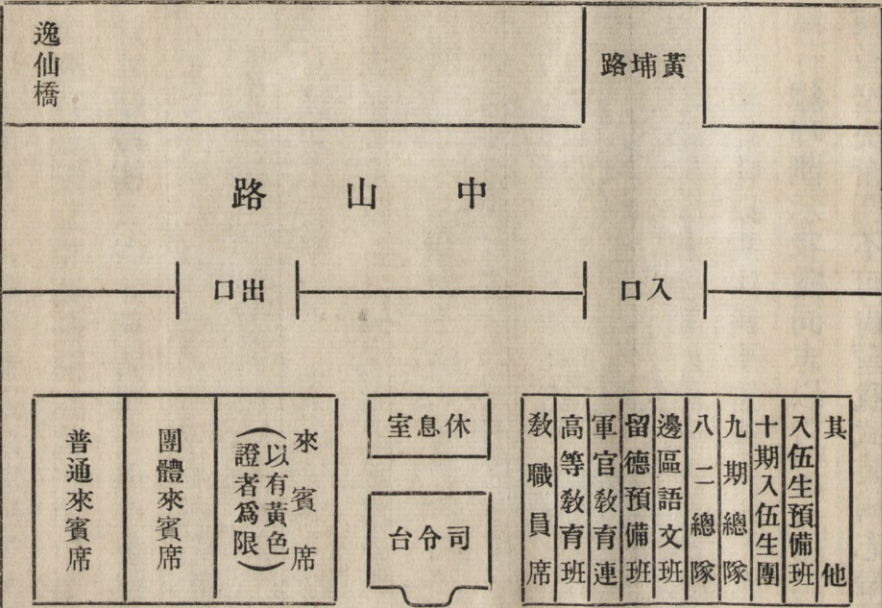 黃埔路
逸仙橋
中山路
入口
出口
其他
入伍生預備班
十期入伍生團
九期總隊
八二總隊
邊區語文班
留德預備班
軍官教育連
高等教育班
教職員席
休息室
司令台
來賓席
(以有黃色
證者爲限)
團體來賓席
普通來賓席